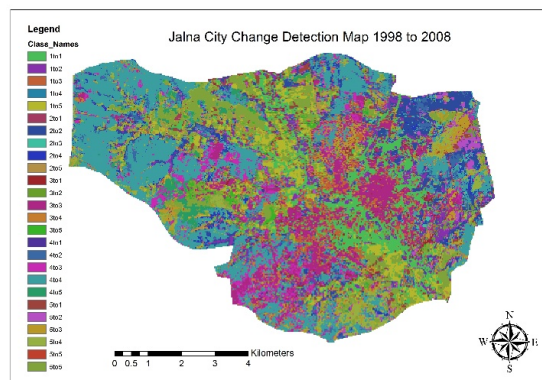 Jalna City Change Detection Map 1998 to 2008
Legend
Class_Names
1to1
1to2
1to3
1to4
1to5
2to1
2to2
2to3
2to4
2to5
3to1
3to2
3to3
3to4
3to5
4to1
4to2
4to3
4to4
4to5
5to1
5to2
5to3
5to4
5to5
0 0.5 1 2 3 4
Kilometers
N
W E
S